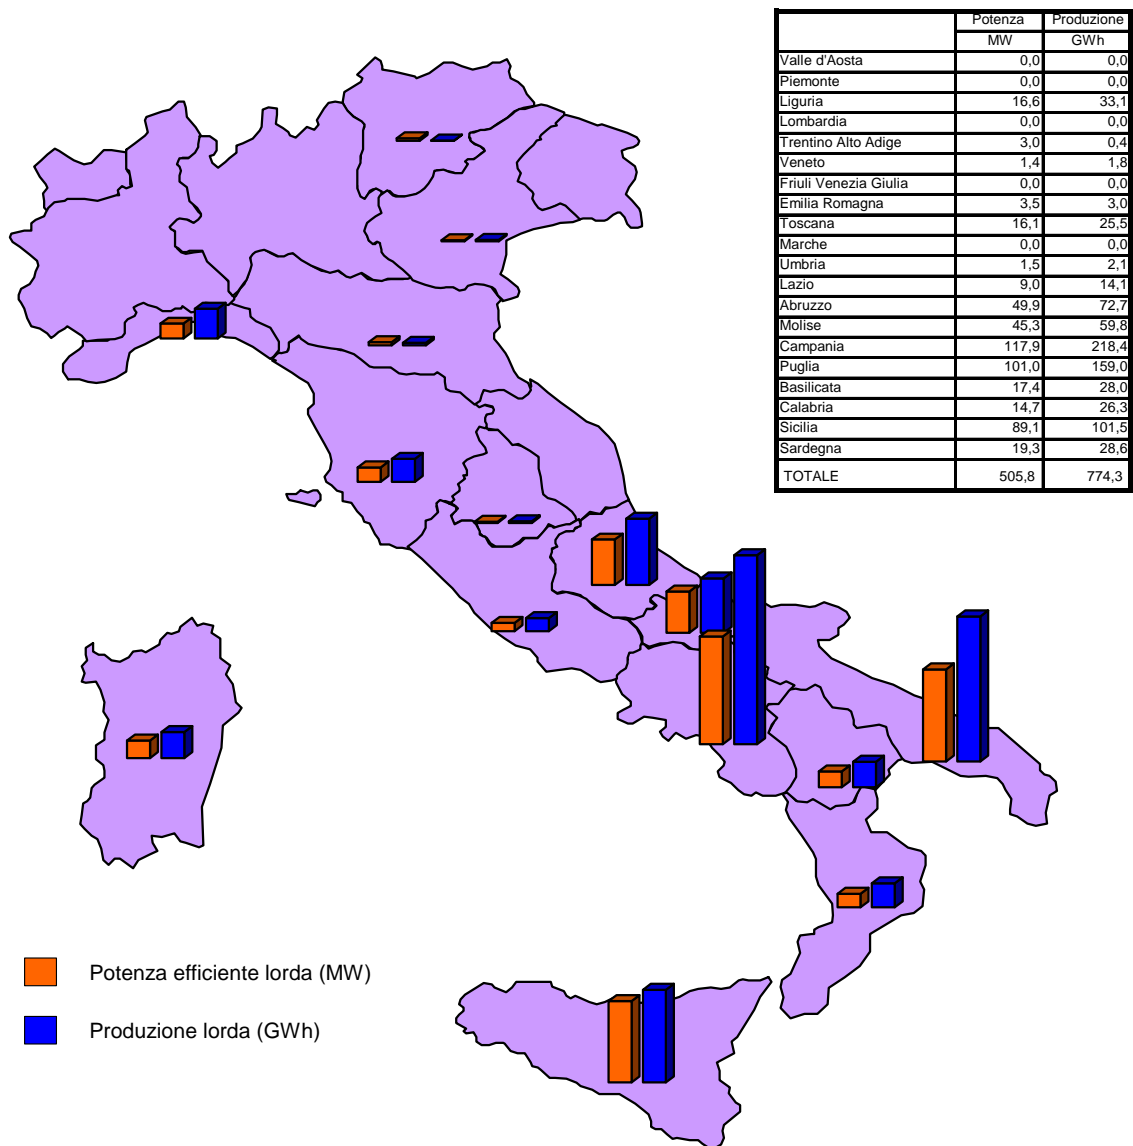 Potenza Produzione
MW GWh
Valle d'Aosta 0,0 0,0
Piemonte 0,0 0,0
Liguria 16,6 33,1
Lombardia 0,0 0,0
Trentino Alto Adige 3,0 0,4
Veneto 1,4 1,8
Friuli Venezia Giulia 0,0 0,0
Emilia Romagna 3,5 3,0
Toscana 16,1 25,5
Marche 0,0 0,0
Umbria 1,5 2,1
Lazio 9,0 14,1
Abruzzo 49,9 72,7
Molise 45,3 59,8
Campania 117,9 218,4
Puglia 101,0 159,0
Basilicata 17,4 28,0
Calabria 14,7 26,3
Sicilia 89,1 101,5
Sardegna 19,3 28,6
TOTALE 505,8 774,3
Potenza efficiente lorda (MW)
Produzione lorda (GWh)